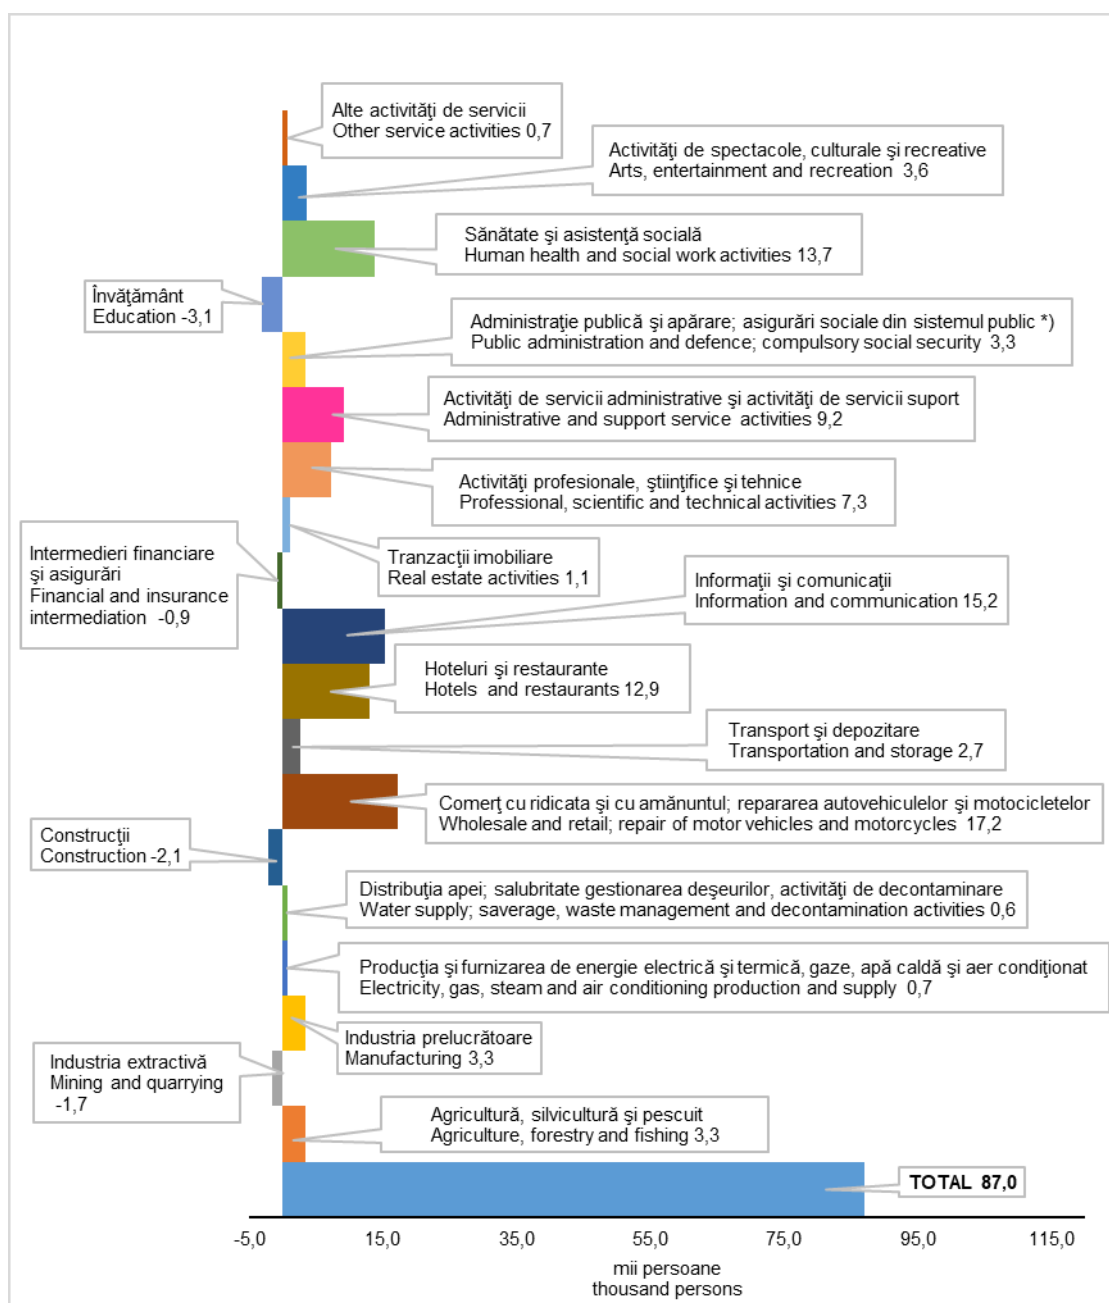 Alte activităţi de servicii
Other service activities 0,7
Activităţi de spectacole, culturale şi recreative
Arts, entertainment and recreation 3,6
Sănătate şi asistenţă socială
Human health and social work activities 13,7
Învăţământ
Education -3,1
Administraţie publică şi apărare; asigurări sociale din sistemul public *)
Public administration and defence; compulsory social security 3,3
Activităţi de servicii administrative şi activităţi de servicii suport
Administrative and support service activities 9,2
Activităţi profesionale, ştiinţifice şi tehnice
Professional, scientific and technical activities 7,3
Intermedieri financiare
şi asigurări
Financial and insurance
intermediation -0,9
Tranzacţii imobiliare
Real estate activities 1,1
Informaţii şi comunicaţii
Information and communication 15,2
Hoteluri şi restaurante
Hotels and restaurants 12,9
Transport şi depozitare
Transportation and storage 2,7
Comerţ cu ridicata şi cu amănuntul; repararea autovehiculelor şi motocicletelor
Wholesale and retail; repair of motor vehicles and motorcycles 17,2
Construcţii
Construction -2,1
Distribuţia apei; salubritate gestionarea deşeurilor, activităţi de decontaminare
Water supply; saverage, waste management and decontamination activities 0,6
Producţia şi furnizarea de energie electrică şi termică, gaze, apă caldă şi aer condiţionat
Electricity, gas, steam and air conditioning production and supply 0,7
Industria prelucrătoare
Manufacturing 3,3
Industria extractivă
Mining and quarrying
-1,7
Agricultură, silvicultură şi pescuit
Agriculture, forestry and fishing 3,3
TOTAL 87,0
-5,0 15,0 35,0 55,0 75,0 95,0 115,0
mii persoane
thousand persons